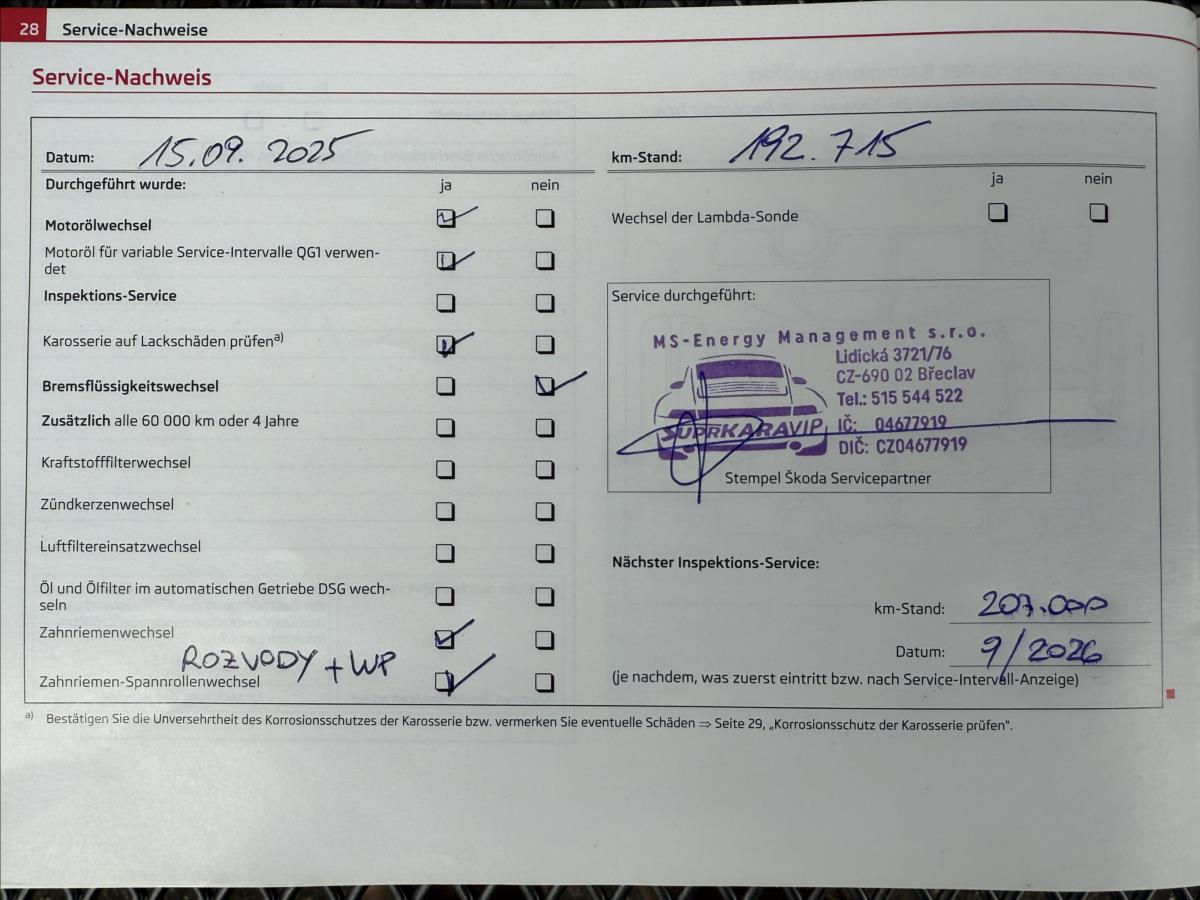 28 Service-Nachweise
Service-Nachweis
Datum: 15.09.2025
Durchgeführt wurde: ja nein
Motorölwechsel
Motoröl für variable Service-Intervalle QG1 verwen-
det
Inspektions-Service
Karosserie auf Lackschäden prüfen a)
Bremsflüssigkeitswechsel
Zusätzlich alle 60 000 km oder 4 Jahre
Kraftstofffilterwechsel
Zündkerzenwechsel
Luftfiltereinsatzwechsel
Öl und Ölfilter im automatischen Getriebe DSG wech-
seln
Zahnriemenwechsel
ROZVODY + WP
Zahnriemen-Spannrollenwechsel
km-Stand: 192.715
ja nein
Wechsel der Lambda-Sonde
Service durchgeführt:
MS-Energy Management s.r.o.
Lidická 3721/76
CZ-690 02 Břeclav
Tel.: 515 544 522
SUPRKARAVIP
IČ: 04677919
DIČ: CZ04677919
Stempel Škoda Servicepartner
Nächster Inspektions-Service:
km-Stand: 207.000
Datum: 9/2026
(je nachdem, was zuerst eintritt bzw. nach Service-Intervall-Anzeige)
a) Bestätigen Sie die Unversehrtheit des Korrosionsschutzes der Karosserie bzw. vermerken Sie eventuelle Schäden ⇒ Seite 29, „Korrosionsschutz der Karosserie prüfen".